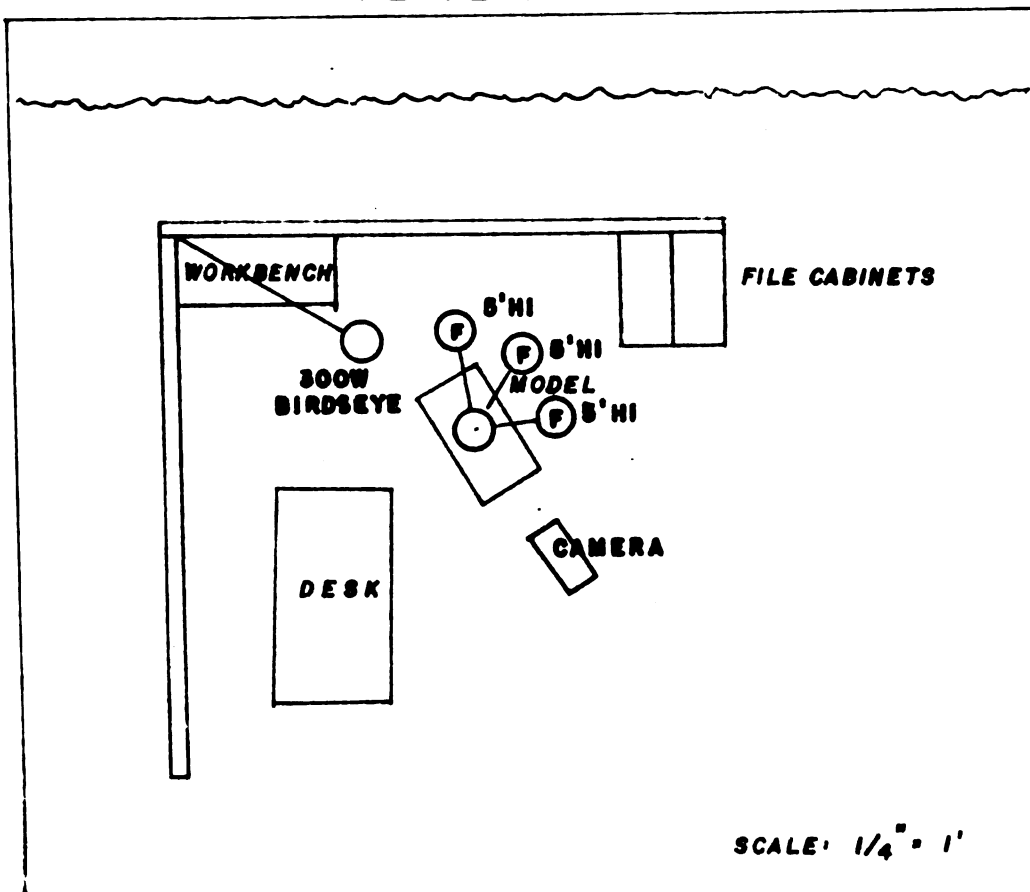 WORKBENCH
FILE CABINETS
F
5'HI
F
5'HI
300W
BIRDSEYE
MODEL
F
5'HI
CAMERA
DESK
SCALE: 1/4" = 1'